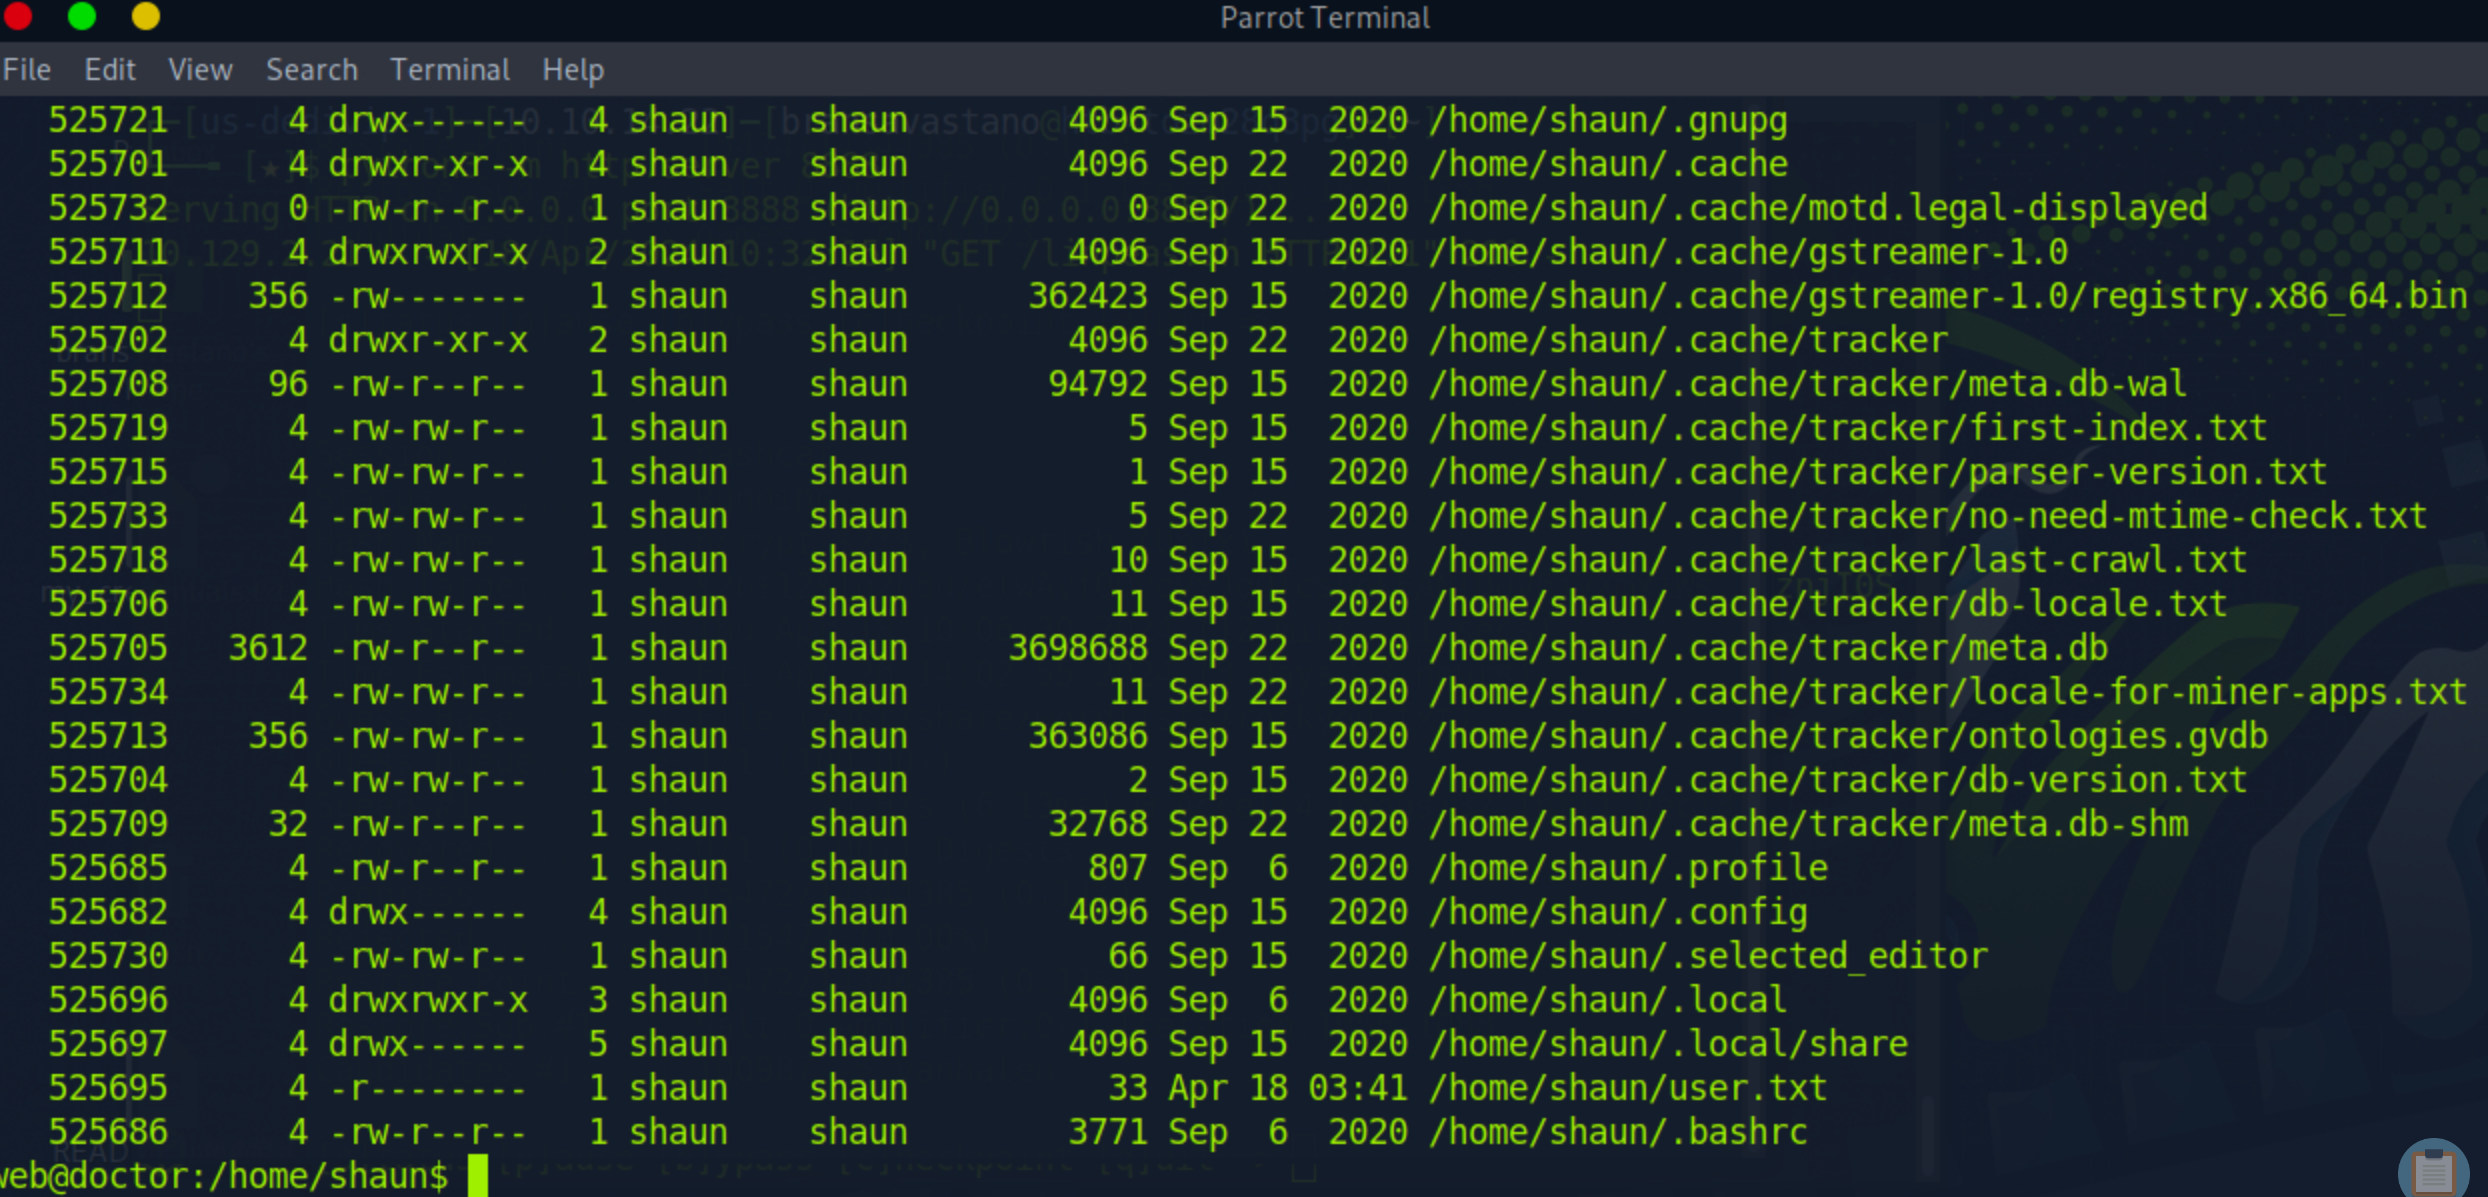 Parrot Terminal
File Edit View Search Terminal Help
525721 4 drwx------ 4 shaun shaun 4096 Sep 15 2020 /home/shaun/.gnupg
525701 4 drwxr-xr-x 4 shaun shaun 4096 Sep 22 2020 /home/shaun/.cache
525732 0 -rw-r--r-- 1 shaun shaun 0 Sep 22 2020 /home/shaun/.cache/motd.legal-displayed
525711 4 drwxrwxr-x 2 shaun shaun 4096 Sep 15 2020 /home/shaun/.cache/gstreamer-1.0
525712 356 -rw------- 1 shaun shaun 362423 Sep 15 2020 /home/shaun/.cache/gstreamer-1.0/registry.x86_64.bin
525702 4 drwxr-xr-x 2 shaun shaun 4096 Sep 22 2020 /home/shaun/.cache/tracker
525708 96 -rw-r--r-- 1 shaun shaun 94792 Sep 15 2020 /home/shaun/.cache/tracker/meta.db-wal
525719 4 -rw-rw-r-- 1 shaun shaun 5 Sep 15 2020 /home/shaun/.cache/tracker/first-index.txt
525715 4 -rw-rw-r-- 1 shaun shaun 1 Sep 15 2020 /home/shaun/.cache/tracker/parser-version.txt
525733 4 -rw-rw-r-- 1 shaun shaun 5 Sep 22 2020 /home/shaun/.cache/tracker/no-need-mtime-check.txt
525718 4 -rw-rw-r-- 1 shaun shaun 10 Sep 15 2020 /home/shaun/.cache/tracker/last-crawl.txt
525706 4 -rw-rw-r-- 1 shaun shaun 11 Sep 15 2020 /home/shaun/.cache/tracker/db-locale.txt
525705 3612 -rw-r--r-- 1 shaun shaun 3698688 Sep 22 2020 /home/shaun/.cache/tracker/meta.db
525734 4 -rw-rw-r-- 1 shaun shaun 11 Sep 22 2020 /home/shaun/.cache/tracker/locale-for-miner-apps.txt
525713 356 -rw-rw-r-- 1 shaun shaun 363086 Sep 15 2020 /home/shaun/.cache/tracker/ontologies.gvdb
525704 4 -rw-rw-r-- 1 shaun shaun 2 Sep 15 2020 /home/shaun/.cache/tracker/db-version.txt
525709 32 -rw-r--r-- 1 shaun shaun 32768 Sep 22 2020 /home/shaun/.cache/tracker/meta.db-shm
525685 4 -rw-r--r-- 1 shaun shaun 807 Sep 6 2020 /home/shaun/.profile
525682 4 drwx------ 4 shaun shaun 4096 Sep 15 2020 /home/shaun/.config
525730 4 -rw-rw-r-- 1 shaun shaun 66 Sep 15 2020 /home/shaun/.selected_editor
525696 4 drwxrwxr-x 3 shaun shaun 4096 Sep 6 2020 /home/shaun/.local
525697 4 drwx------ 5 shaun shaun 4096 Sep 15 2020 /home/shaun/.local/share
525695 4 -r-------- 1 shaun shaun 33 Apr 18 03:41 /home/shaun/user.txt
525686 4 -rw-r--r-- 1 shaun shaun 3771 Sep 6 2020 /home/shaun/.bashrc
web@doctor:/home/shaun$